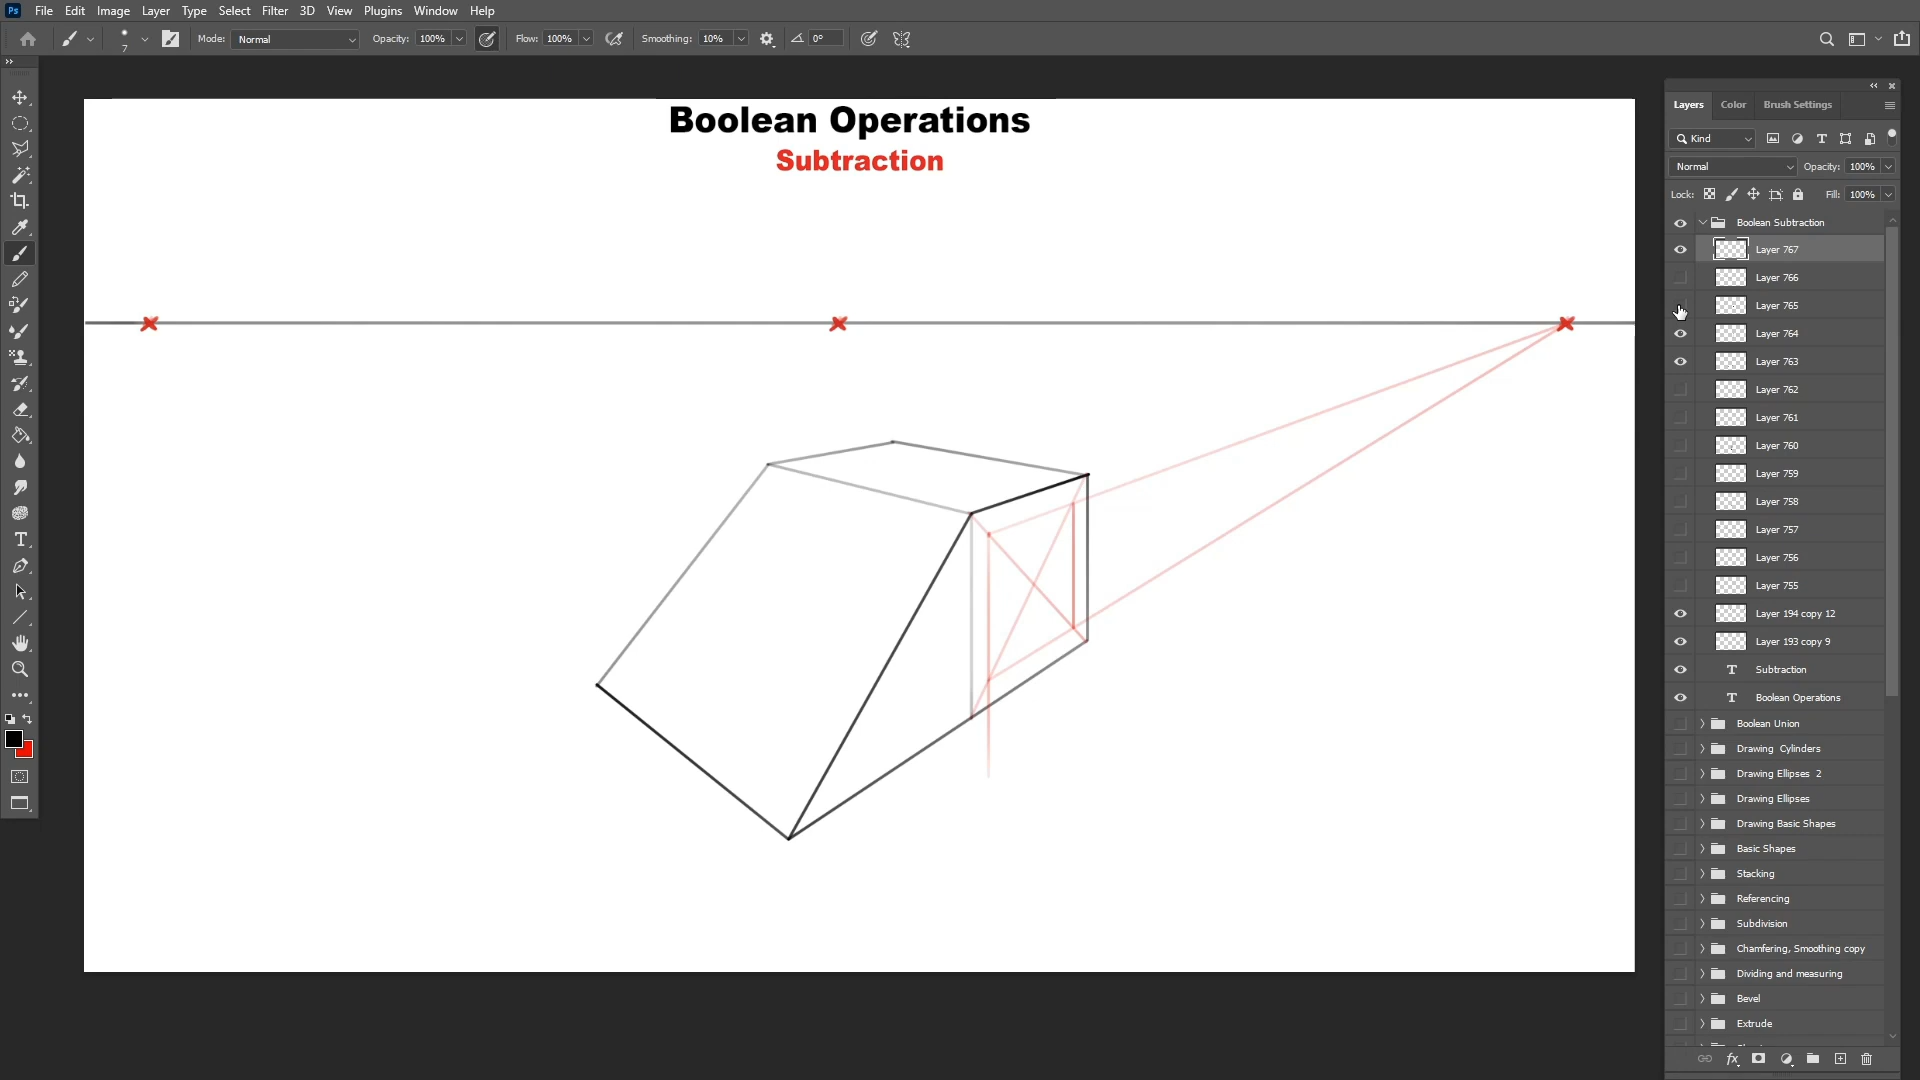 Ps File Edit Image Layer Type Select Filter 3D View Plugins Window Help
7 Mode: Normal Opacity: 100% Flow: 100% Smoothing: 10% 0°
Boolean Operations
Subtraction
Layers Color Brush Settings
Kind
Normal Opacity: 100%
Lock: Fill: 100%
Boolean Subtraction
Layer 767
Layer 766
Layer 765
Layer 764
Layer 763
Layer 762
Layer 761
Layer 760
Layer 759
Layer 758
Layer 757
Layer 756
Layer 755
Layer 194 copy 12
Layer 193 copy 9
T Subtraction
T Boolean Operations
Boolean Union
Drawing Cylinders
Drawing Ellipses 2
Drawing Ellipses
Drawing Basic Shapes
Basic Shapes
Stacking
Referencing
Subdivision
Chamfering, Smoothing copy
Dividing and measuring
Bevel
Extrude
fx